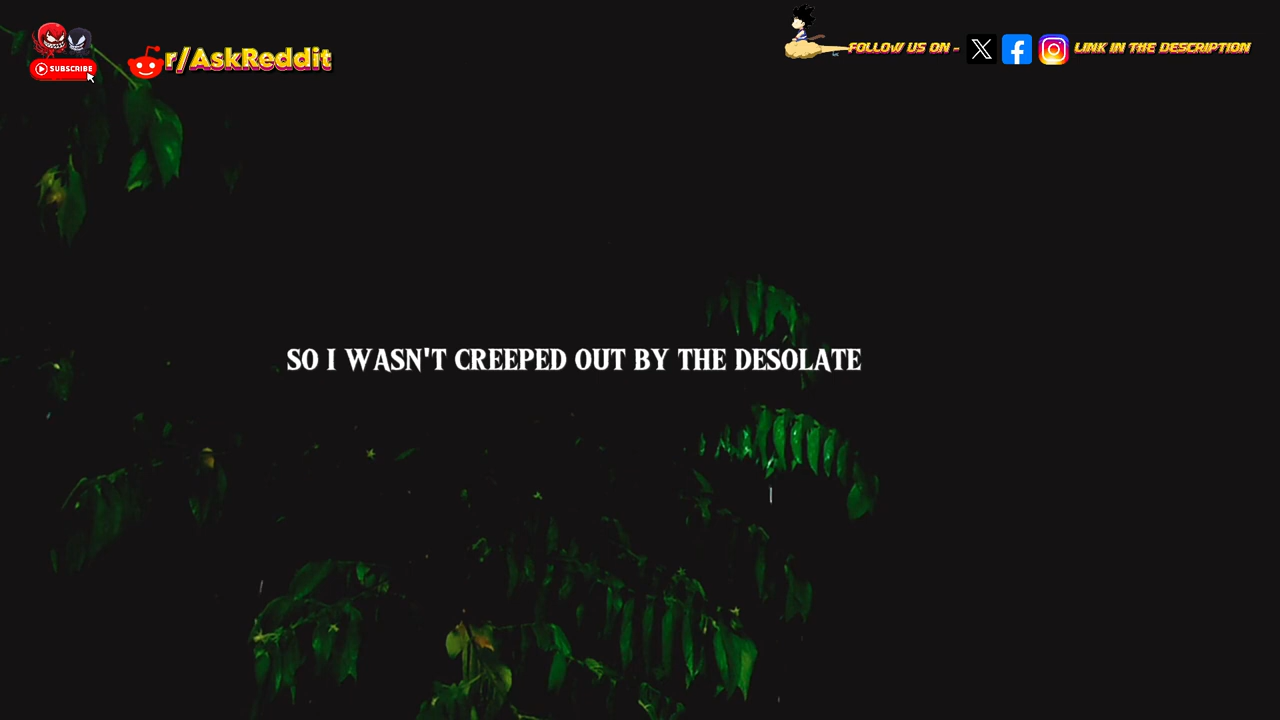 SUBSCRIBE
r/AskReddit
FOLLOW US ON -
LINK IN THE DESCRIPTION
SO I WASN'T CREEPED OUT BY THE DESOLATE